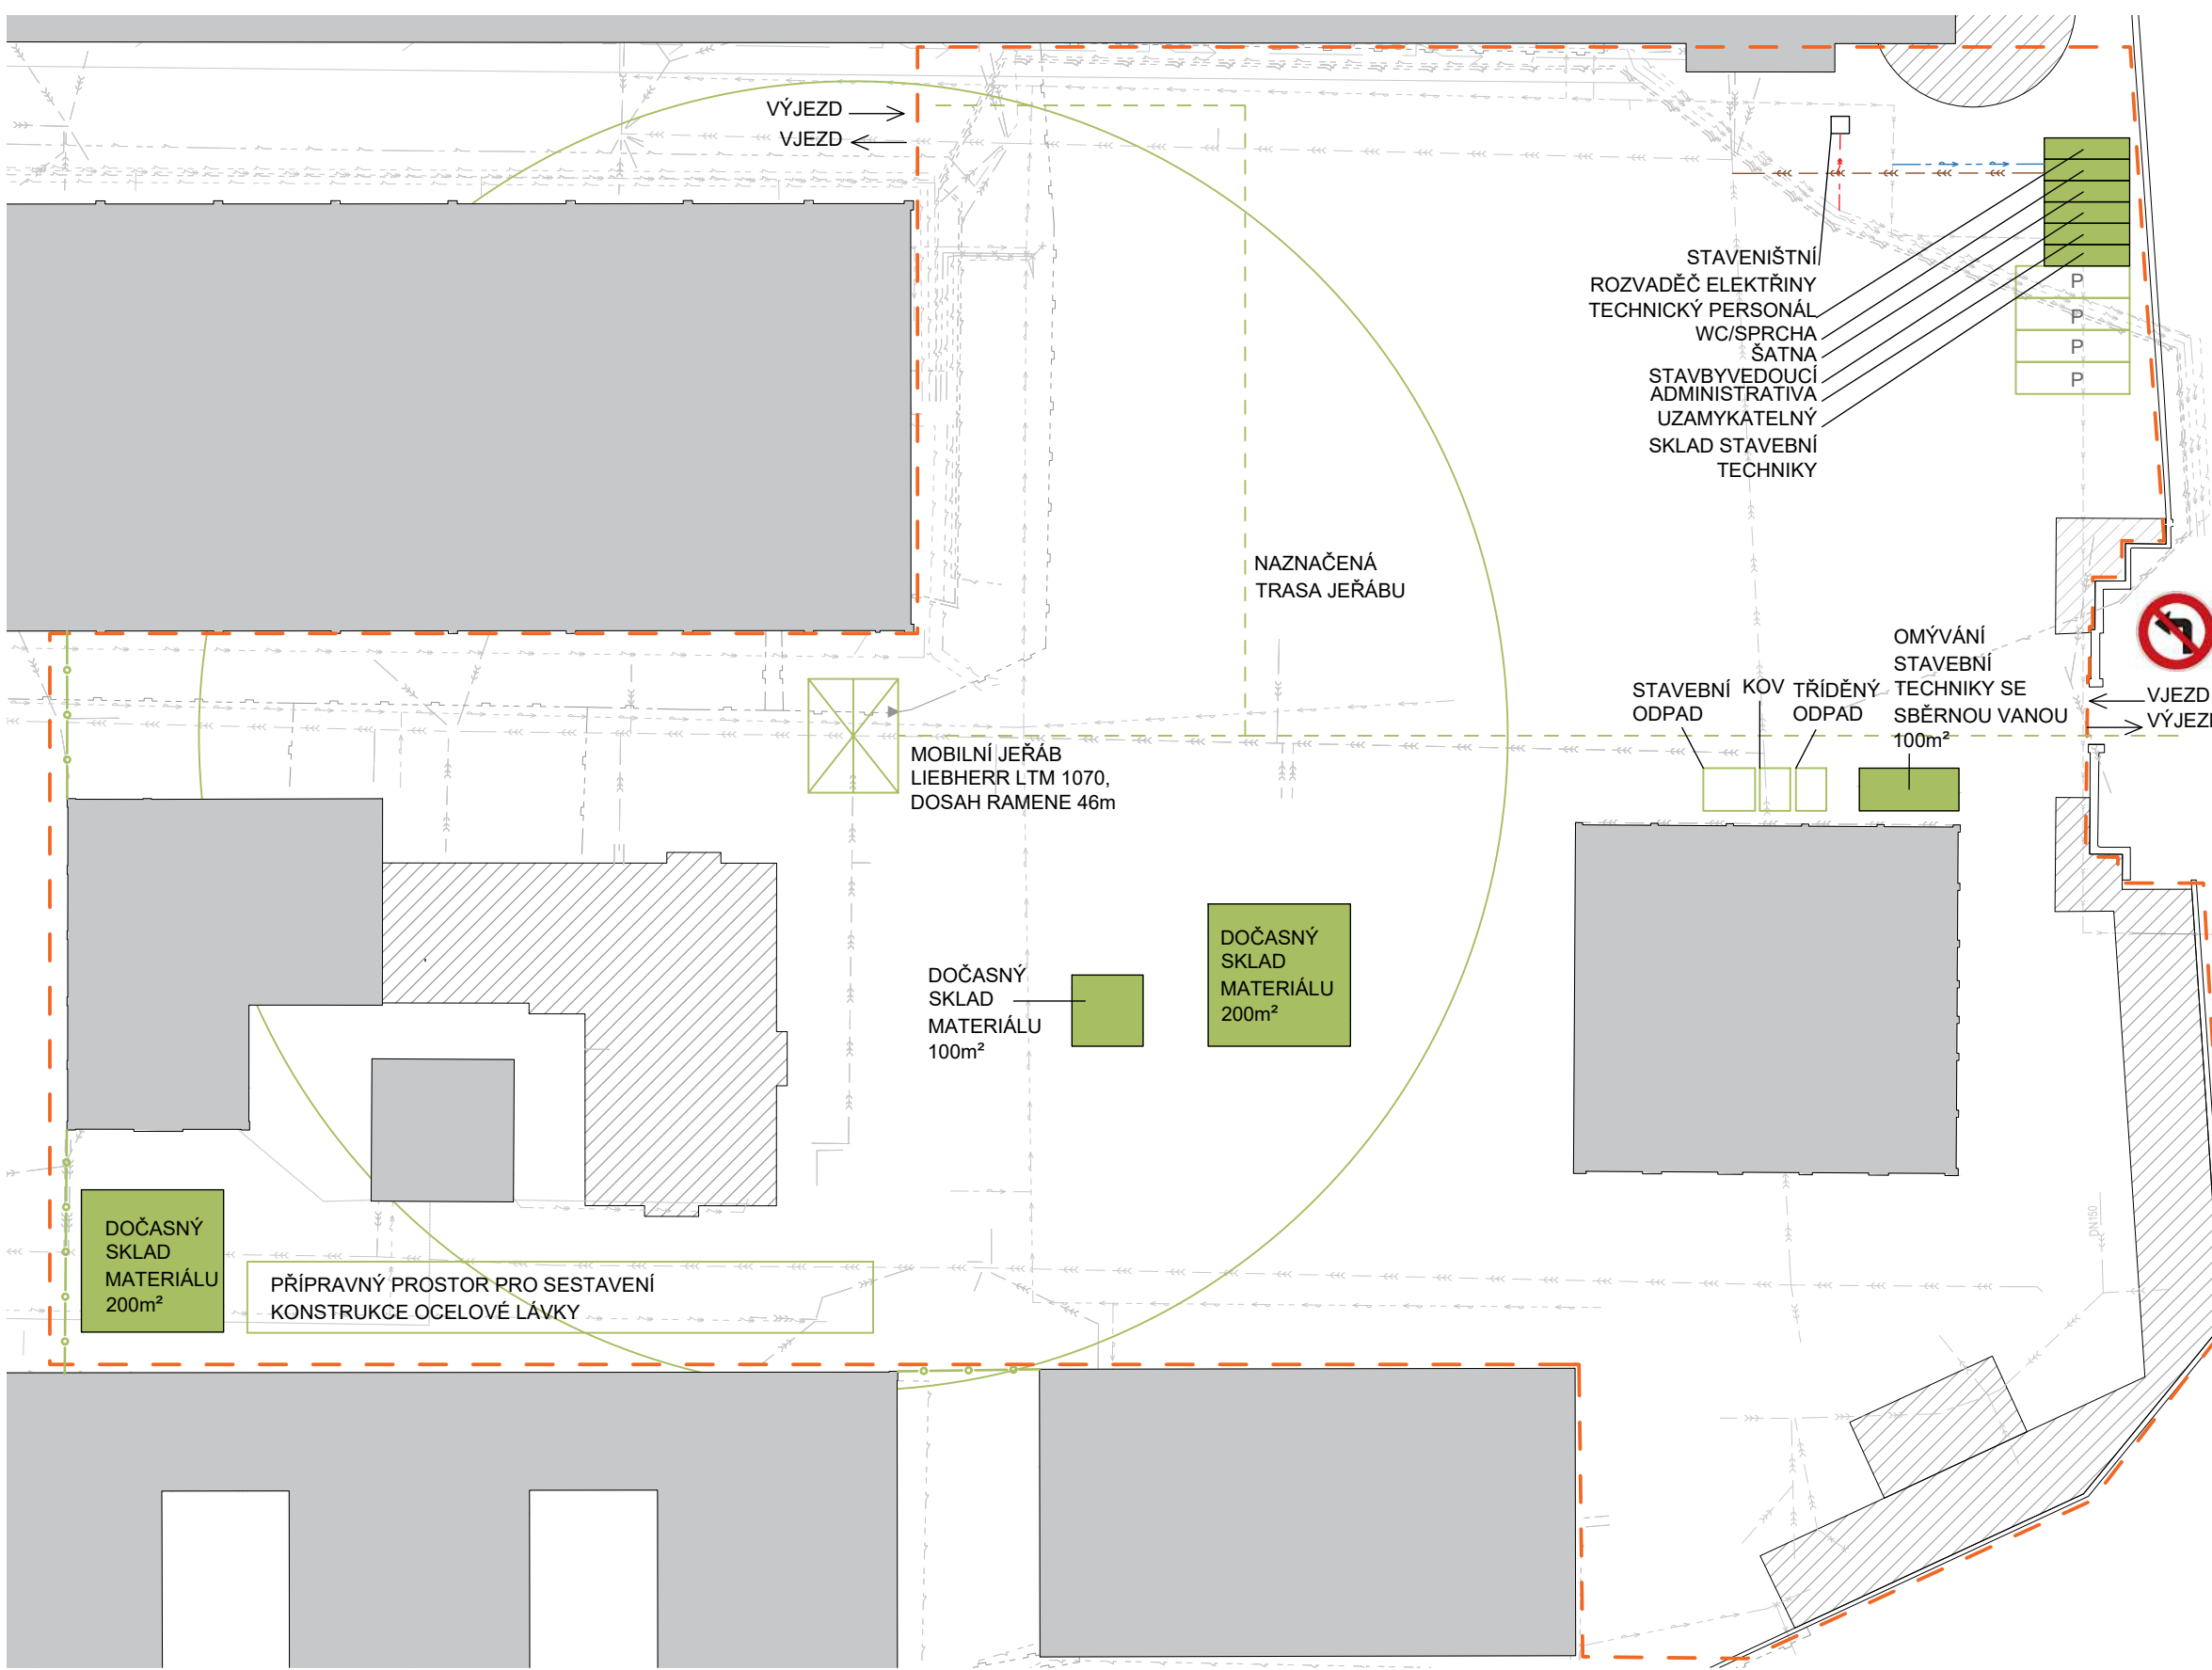 VÝJEZD
VJEZD
STAVENIŠTNÍ
ROZVADĚČ ELEKTŘINY
TECHNICKÝ PERSONÁL
WC/SPRCHA
ŠATNA
STAVBYVEDOUCÍ
ADMINISTRATIVA
UZAMYKATELNÝ
SKLAD STAVEBNÍ
TECHNIKY
P
P
P
P
NAZNAČENÁ
TRASA JEŘÁBU
MOBILNÍ JEŘÁB
LIEBHERR LTM 1070,
DOSAH RAMENE 46m
STAVEBNÍ
ODPAD
KOV
TŘÍDĚNÝ
ODPAD
OMÝVÁNÍ
STAVEBNÍ
TECHNIKY SE
SBĚRNOU VANOU
100m²
VJEZD
VÝJEZ
DOČASNÝ
SKLAD
MATERIÁLU
100m²
DOČASNÝ
SKLAD
MATERIÁLU
200m²
DOČASNÝ
SKLAD
MATERIÁLU
200m²
PŘÍPRAVNÝ PROSTOR PRO SESTAVENÍ
KONSTRUKCE OCELOVÉ LÁVKY
DN150